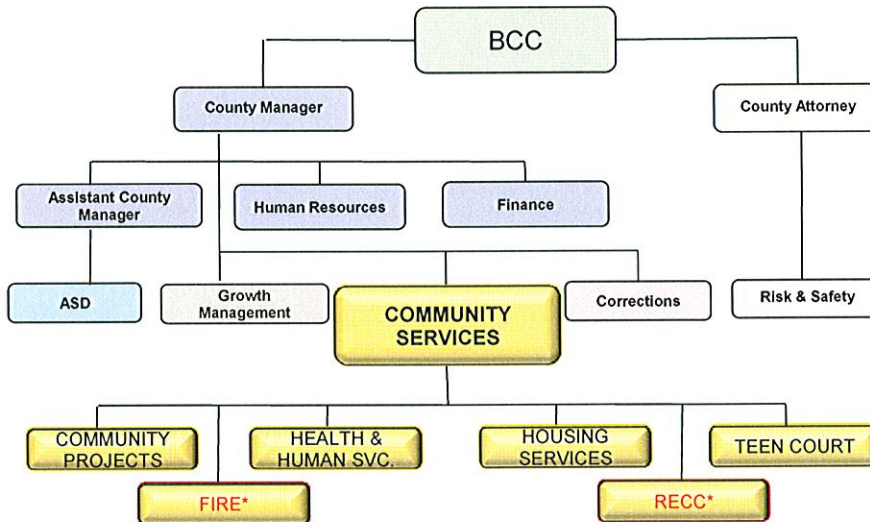 BCC
County Manager
County Attorney
Assistant County
Manager
Human Resources
Finance
ASD
Growth
Management
COMMUNITY
SERVICES
Corrections
Risk & Safety
COMMUNITY
PROJECTS
HEALTH &
HUMAN SVC.
HOUSING
SERVICES
TEEN COURT
FIRE*
RECC*